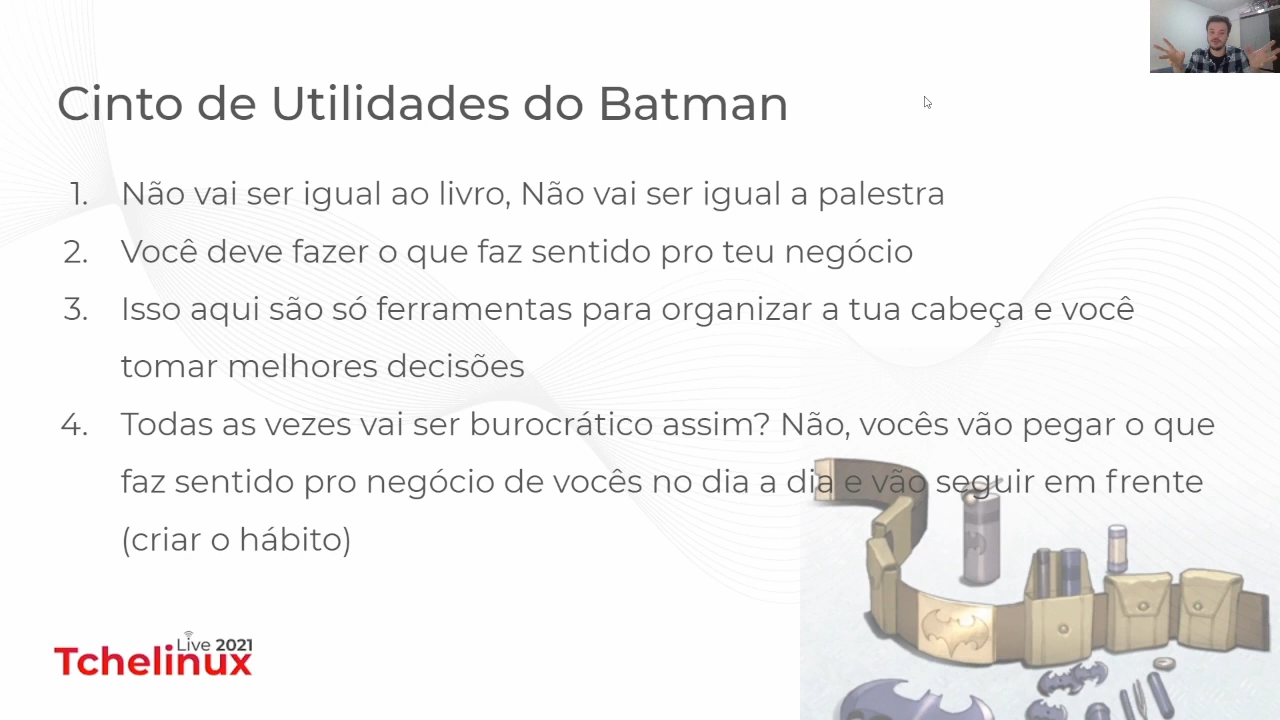 Cinto de Utilidades do Batman
1. Não vai ser igual ao livro, Não vai ser igual a palestra
2. Você deve fazer o que faz sentido pro teu negócio
3. Isso aqui são só ferramentas para organizar a tua cabeça e você
tomar melhores decisões
4. Todas as vezes vai ser burocrático assim? Não, vocês vão pegar o que
faz sentido pro negócio de vocês no dia a dia e vão seguir em frente
(criar o hábito)
Live 2021
Tchelinux